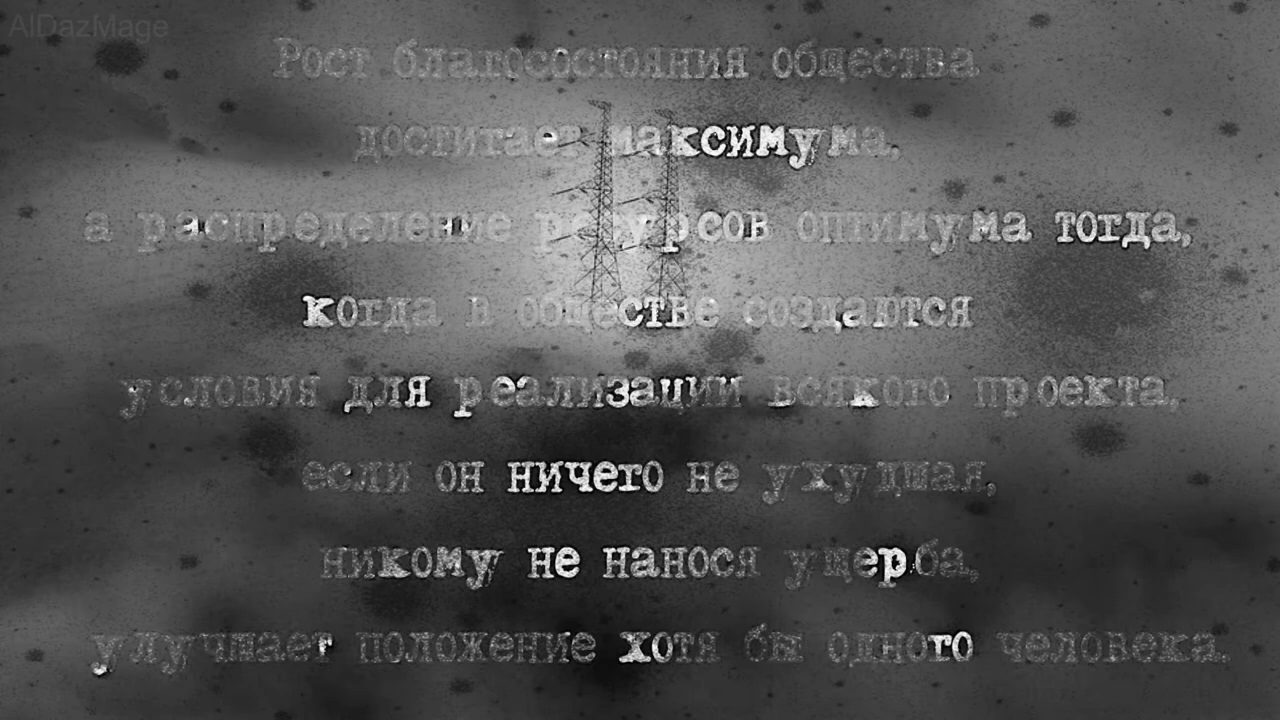 AlDazMage
Рост благосостояния общества
достигает максимума,
а распределение ресурсов оптимума тогда,
когда в обществе создаются
условия для реализации всякого проекта,
если он ничего не ухудшая,
никому не нанося ущерба,
улучшает положение хотя бы одного человека.